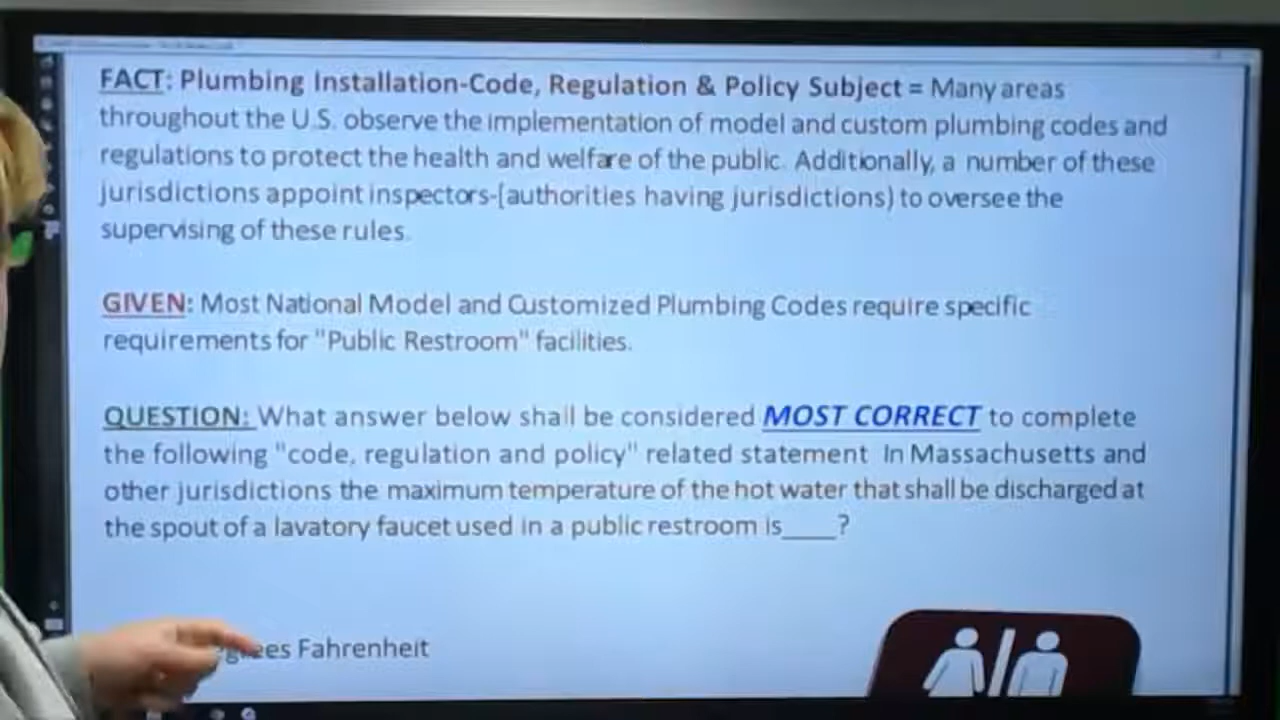 FACT: Plumbing Installation-Code, Regulation & Policy Subject = Many areas
throughout the U.S. observe the implementation of model and custom plumbing codes and
regulations to protect the health and welfare of the public. Additionally, a number of these
jurisdictions appoint inspectors-[authorities having jurisdictions) to oversee the
supervising of these rules.
GIVEN: Most National Model and Customized Plumbing Codes require specific
requirements for "Public Restroom" facilities.
QUESTION: What answer below shall be considered MOST CORRECT to complete
the following "code, regulation and policy" related statement In Massachusetts and
other jurisdictions the maximum temperature of the hot water that shall be discharged at
the spout of a lavatory faucet used in a public restroom is____?
Fahrenheit